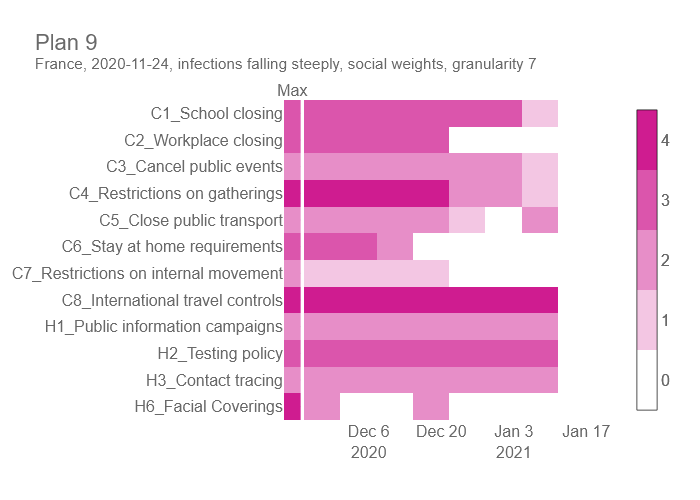 Plan 9
France, 2020-11-24, infections falling steeply, social weights, granularity 7
Max
C1_School closing
C2_Workplace closing
C3_Cancel public events
C4_Restrictions on gatherings
C5_Close public transport
C6_Stay at home requirements
C7_Restrictions on internal movement
C8_International travel controls
H1_Public information campaigns
H2_Testing policy
H3_Contact tracing
H6_Facial Coverings
Dec 6 Dec 20 Jan 3 Jan 17
2020 2021
4
3
2
1
0